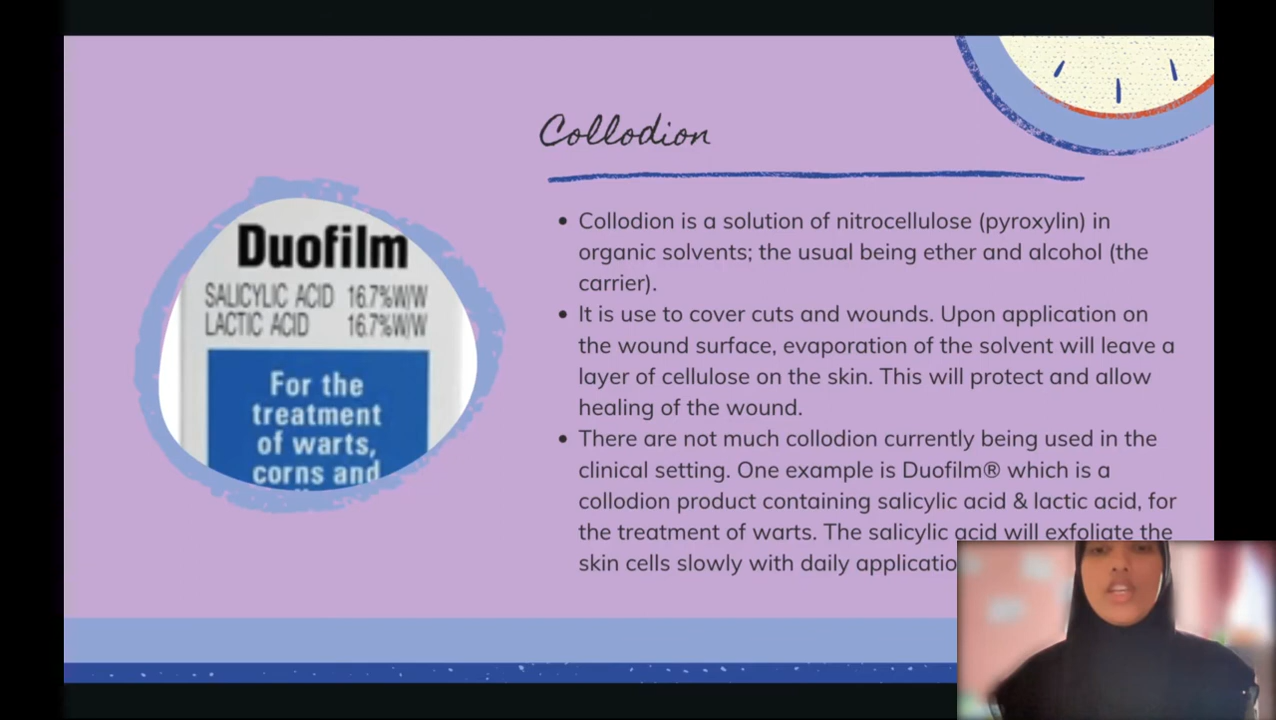 Collodion
Duofilm
SALICYLIC ACID 16.7%W/W
LACTIC ACID 16.7%W/W
For the
treatment
of warts,
corns and
• Collodion is a solution of nitrocellulose (pyroxylin) in
organic solvents; the usual being ether and alcohol (the
carrier).
• It is use to cover cuts and wounds. Upon application on
the wound surface, evaporation of the solvent will leave a
layer of cellulose on the skin. This will protect and allow
healing of the wound.
• There are not much collodion currently being used in the
clinical setting. One example is Duofilm® which is a
collodion product containing salicylic acid & lactic acid, for
the treatment of warts. The salicylic acid will exfoliate the
skin cells slowly with daily applicatio